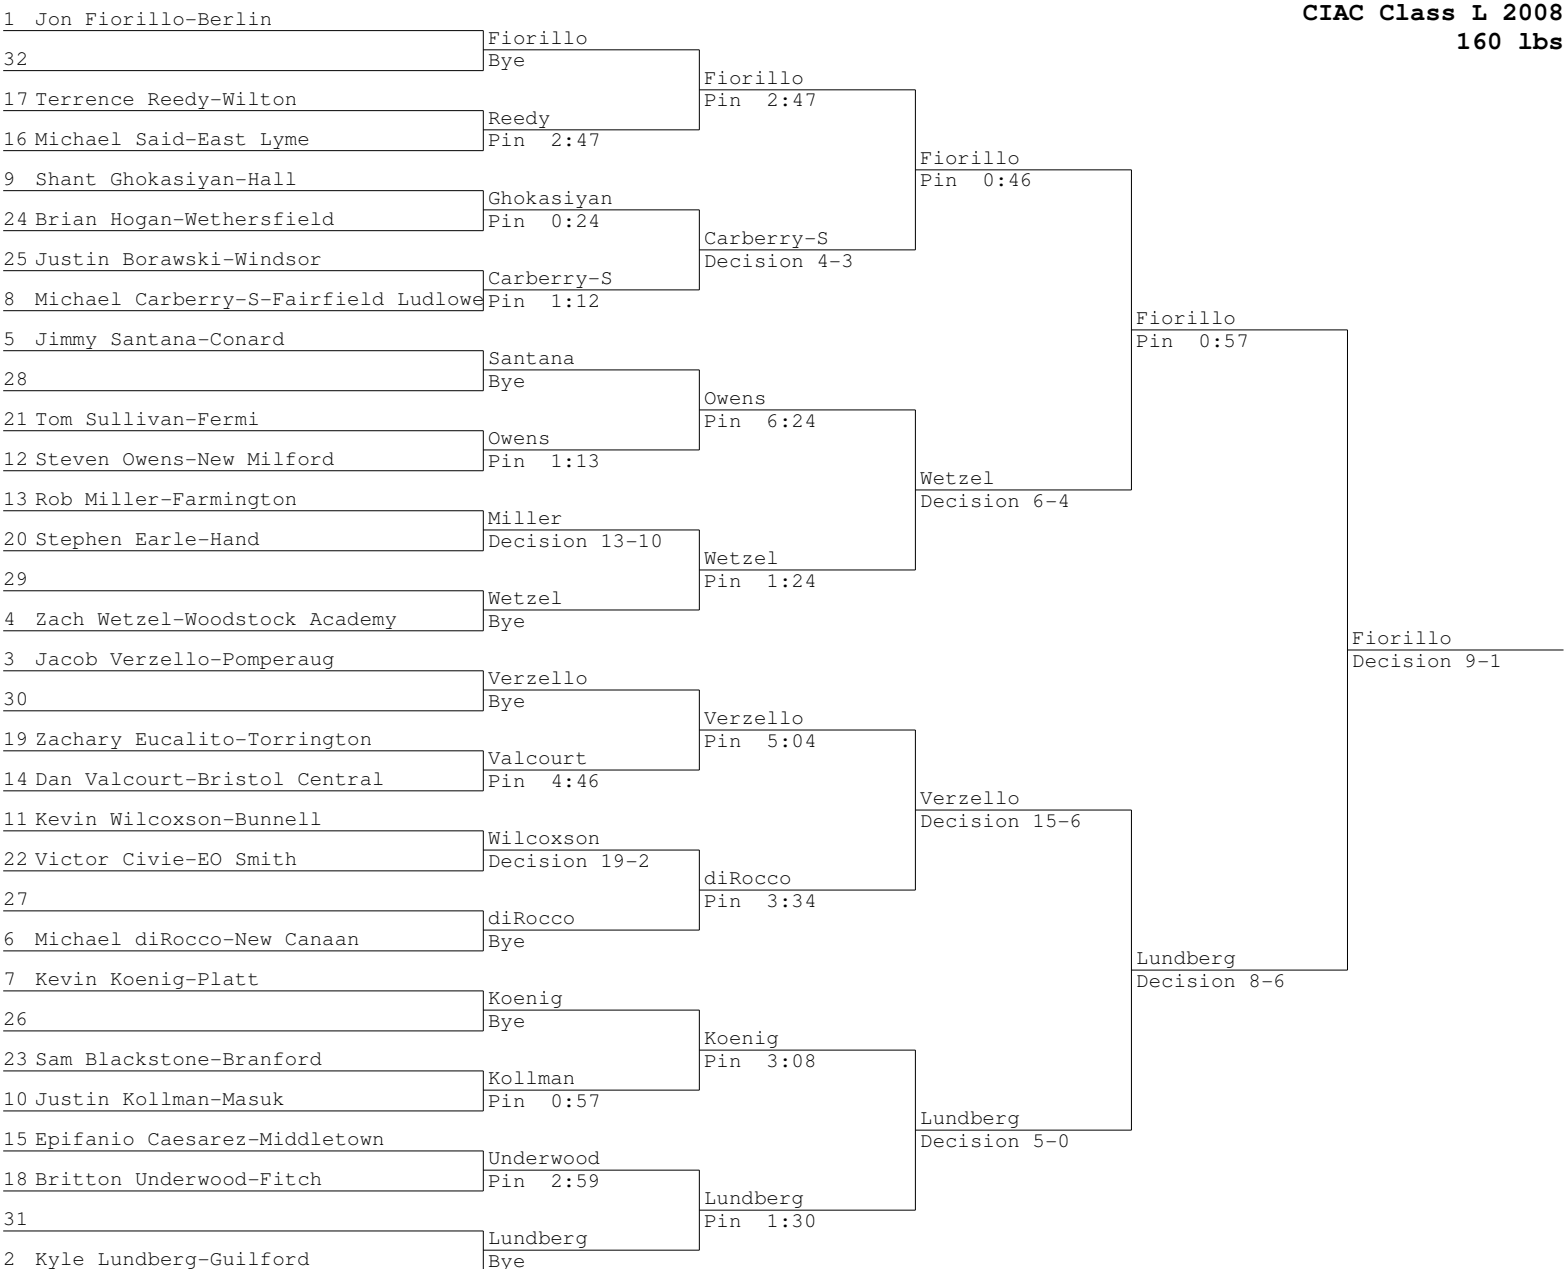 CIAC Class L 2008
160 lbs
1 Jon Fiorillo-Berlin
32
17 Terrence Reedy-Wilton
16 Michael Said-East Lyme
9 Shant Ghokasiyan-Hall
24 Brian Hogan-Wethersfield
25 Justin Borawski-Windsor
8 Michael Carberry-S-Fairfield Ludlowe
5 Jimmy Santana-Conard
28
21 Tom Sullivan-Fermi
12 Steven Owens-New Milford
13 Rob Miller-Farmington
20 Stephen Earle-Hand
29
4 Zach Wetzel-Woodstock Academy
3 Jacob Verzello-Pomperaug
30
19 Zachary Eucalito-Torrington
14 Dan Valcourt-Bristol Central
11 Kevin Wilcoxson-Bunnell
22 Victor Civie-EO Smith
27
6 Michael diRocco-New Canaan
7 Kevin Koenig-Platt
26
23 Sam Blackstone-Branford
10 Justin Kollman-Masuk
15 Epifanio Caesarez-Middletown
18 Britton Underwood-Fitch
31
2 Kyle Lundberg-Guilford
Fiorillo
Bye
Reedy
Pin 2:47
Ghokasiyan
Pin 0:24
Carberry-S
Pin 1:12
Santana
Bye
Owens
Pin 1:13
Miller
Decision 13-10
Wetzel
Bye
Verzello
Bye
Valcourt
Pin 4:46
Wilcoxson
Decision 19-2
diRocco
Bye
Koenig
Bye
Kollman
Pin 0:57
Underwood
Pin 2:59
Lundberg
Bye
Fiorillo
Pin 2:47
Carberry-S
Decision 4-3
Owens
Pin 6:24
Wetzel
Pin 1:24
Verzello
Pin 5:04
diRocco
Pin 3:34
Koenig
Pin 3:08
Lundberg
Pin 1:30
Fiorillo
Pin 0:46
Wetzel
Decision 6-4
Verzello
Decision 15-6
Lundberg
Decision 5-0
Fiorillo
Pin 0:57
Lundberg
Decision 8-6
Fiorillo
Decision 9-1